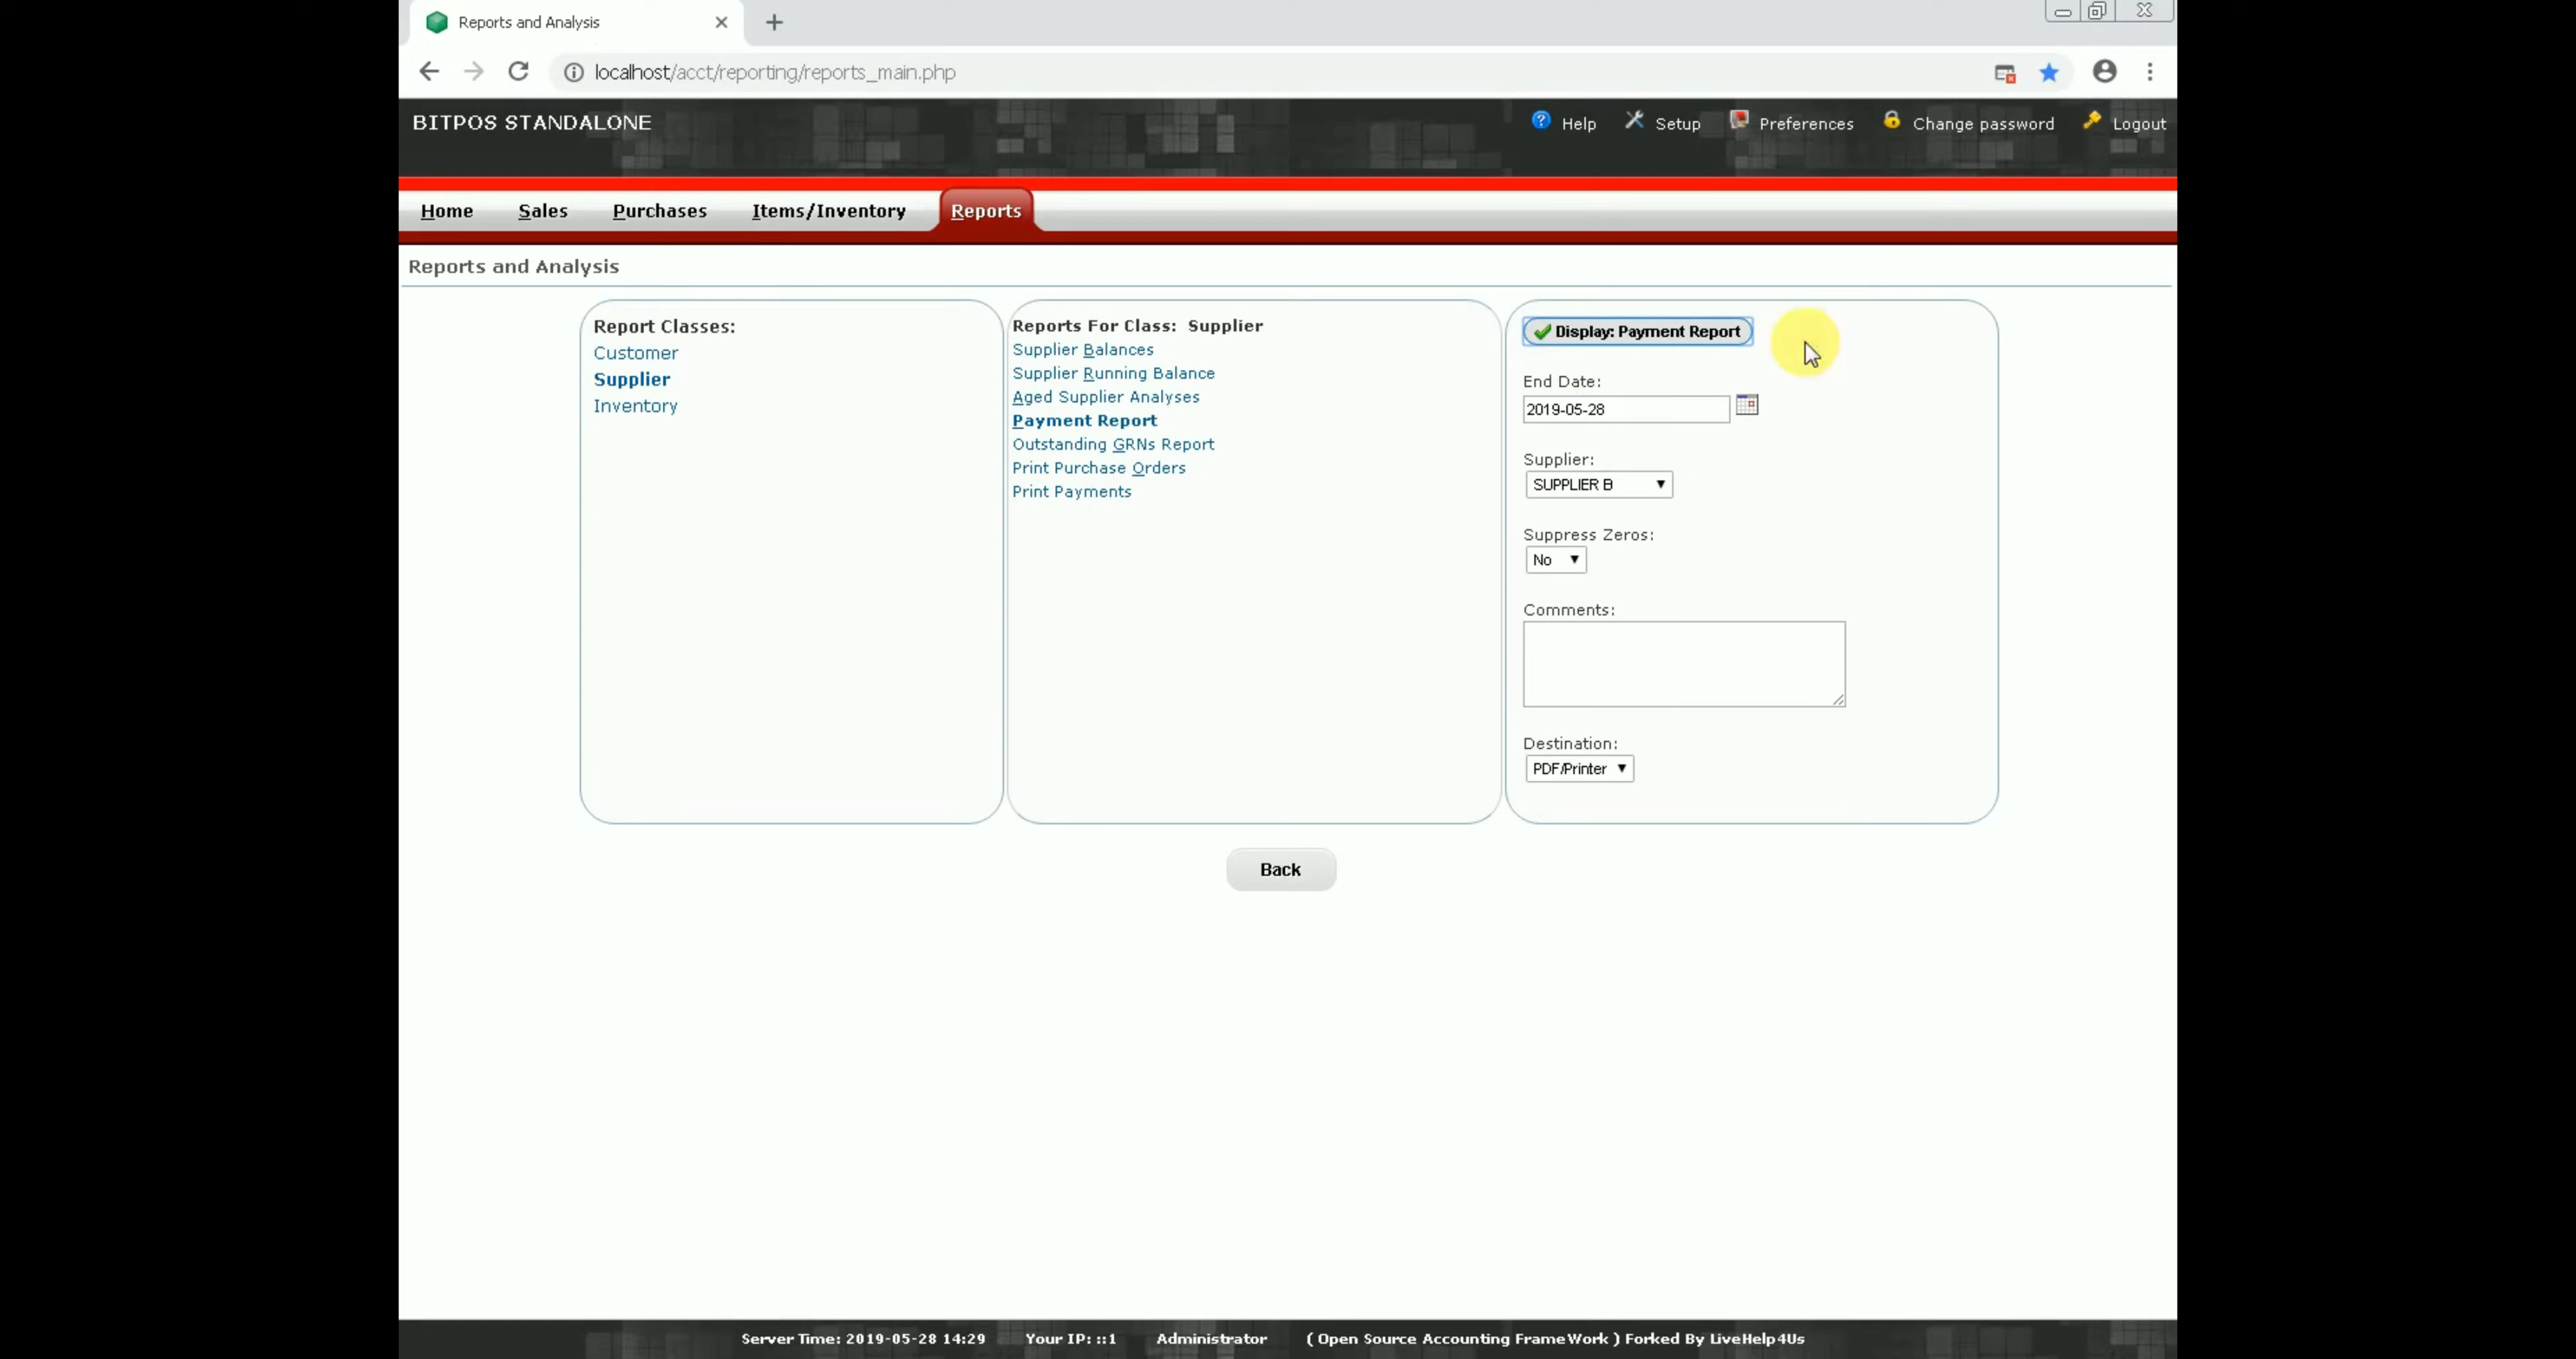 Reports and Analysis
localhost/acct/reporting/reports_main.php
BITPOS STANDALONE
Help Setup Preferences Change password Logout
Home Sales Purchases Items/Inventory Reports
Reports and Analysis
Report Classes:
Customer
Supplier
Inventory
Reports For Class: Supplier
Supplier Balances
Supplier Running Balance
Aged Supplier Analyses
Payment Report
Outstanding GRNs Report
Print Purchase Orders
Print Payments
Display: Payment Report
End Date:
2019-05-28
Supplier:
SUPPLIER B
Suppress Zeros:
No
Comments:
Destination:
PDF/Printer
Back
Server Time: 2019-05-28 14:29 Your IP: ::1 Administrator ( Open Source Accounting FrameWork ) Forked By LiveHelp4Us